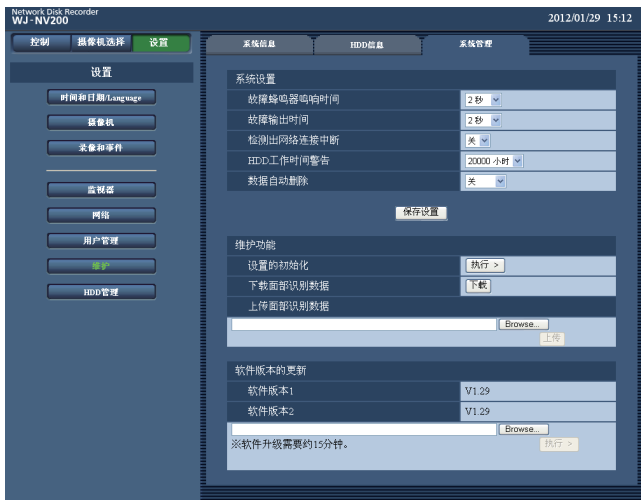 Network Disk Recorder
WJ-NV200
2012/01/29 15:12
控制 摄像机选择 设置
系统信息 HDD信息 系统管理
设置
时间和日期/Language
摄像机
录像和事件
监视器
网络
用户管理
维护
HDD管理
系统设置
故障蜂鸣器鸣响时间 2 秒
故障输出时间 2 秒
检测出网络连接中断 关
HDD工作时间警告 20000 小时
数据自动删除 关
保存设置
维护功能
设置的初始化 执行 >
下载面部识别数据 下载
上传面部识别数据
Browse...
上传
软件版本的更新
软件版本1 V1.29
软件版本2 V1.29
Browse...
※软件升级需要约15分钟。 执行 >